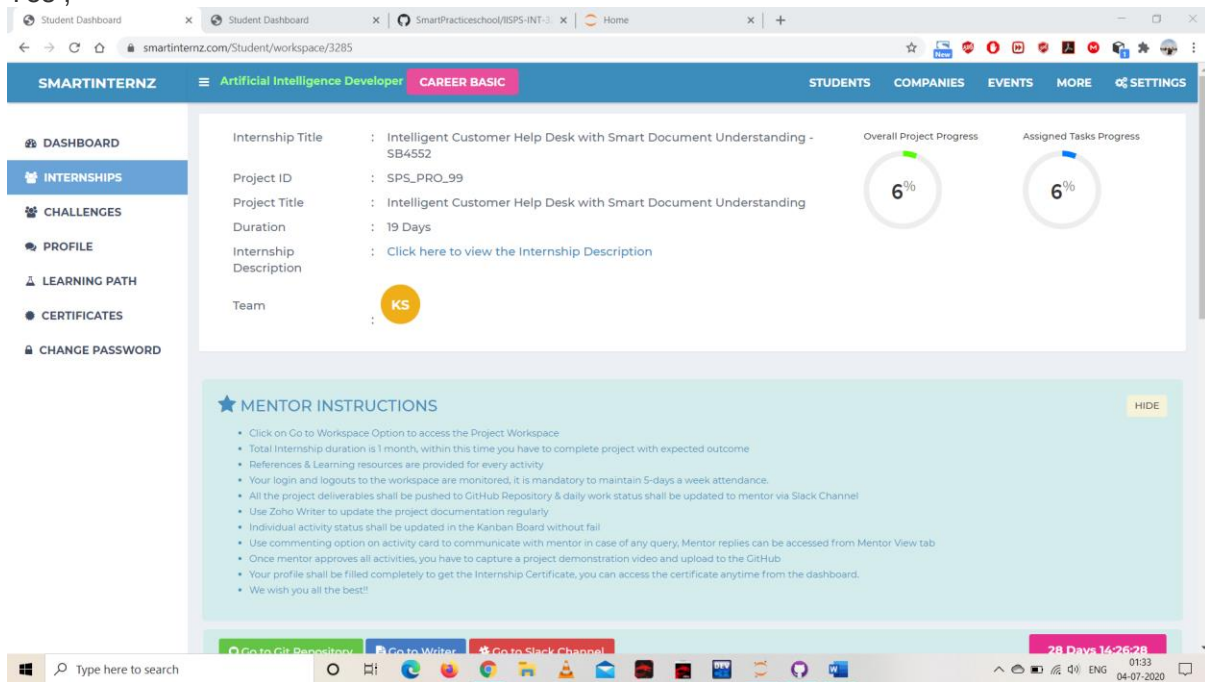 Student Dashboard
Student Dashboard
SmartPracticeschool/IISPS-INT-3
Home
smartinternz.com/Student/workspace/3285
New
SMARTINTERNZ
Artificial Intelligence Developer
CAREER BASIC
STUDENTS
COMPANIES
EVENTS
MORE
SETTINGS
DASHBOARD
INTERNSHIPS
CHALLENGES
PROFILE
LEARNING PATH
CERTIFICATES
CHANGE PASSWORD
Internship Title : Intelligent Customer Help Desk with Smart Document Understanding -
SB4552
Project ID : SPS_PRO_99
Project Title : Intelligent Customer Help Desk with Smart Document Understanding
Duration : 19 Days
Internship : Click here to view the Internship Description
Description
Team :
KS
Overall Project Progress
6%
Assigned Tasks Progress
6%
MENTOR INSTRUCTIONS
HIDE
• Click on Go to Workspace Option to access the Project Workspace
• Total Internship duration is 1 month, within this time you have to complete project with expected outcome
• References & Learning resources are provided for every activity
• Your login and logouts to the workspace are monitored, it is mandatory to maintain 5-days a week attendance.
• All the project deliverables shall be pushed to GitHub Repository & daily work status shall be updated to mentor via Slack Channel
• Use Zoho Writer to update the project documentation regularly
• Individual activity status shall be updated in the Kanban Board without fail
• Use commenting option on activity card to communicate with mentor in case of any query, Mentor replies can be accessed from Mentor View tab
• Once mentor approves all activities, you have to capture a project demonstration video and upload to the GitHub
• Your profile shall be filled completely to get the Internship Certificate, you can access the certificate anytime from the dashboard.
• We wish you all the best!!
Go to Git Repository
Go to Writer
Go to Slack Channel
28 Days 14:26:28
Type here to search
ENG
01:33
04-07-2020